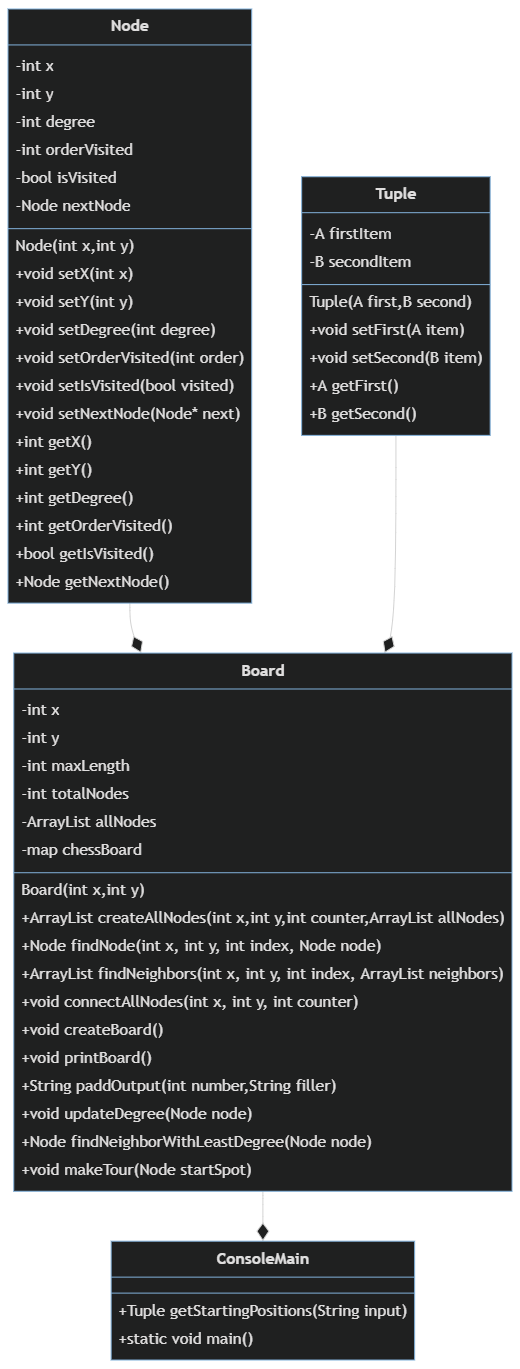 Node
-int x
-int y
-int degree
-int orderVisited
-bool isVisited
-Node nextNode
Node(int x,int y)
+void setX(int x)
+void setY(int y)
+void setDegree(int degree)
+void setOrderVisited(int order)
+void setIsVisited(bool visited)
+void setNextNode(Node* next)
+int getX()
+int getY()
+int getDegree()
+int getOrderVisited()
+bool getIsVisited()
+Node getNextNode()
Tuple
-A firstItem
-B secondItem
Tuple(A first,B second)
+void setFirst(A item)
+void setSecond(B item)
+A getFirst()
+B getSecond()
Board
-int x
-int y
-int maxLength
-int totalNodes
-ArrayList allNodes
-map chessBoard
Board(int x,int y)
+ArrayList createAllNodes(int x,int y,int counter,ArrayList allNodes)
+Node findNode(int x, int y, int index, Node node)
+ArrayList findNeighbors(int x, int y, int index, ArrayList neighbors)
+void connectAllNodes(int x, int y, int counter)
+void createBoard()
+void printBoard()
+String paddOutput(int number,String filler)
+void updateDegree(Node node)
+Node findNeighborWithLeastDegree(Node node)
+void makeTour(Node startSpot)
ConsoleMain
+Tuple getStartingPositions(String input)
+static void main()